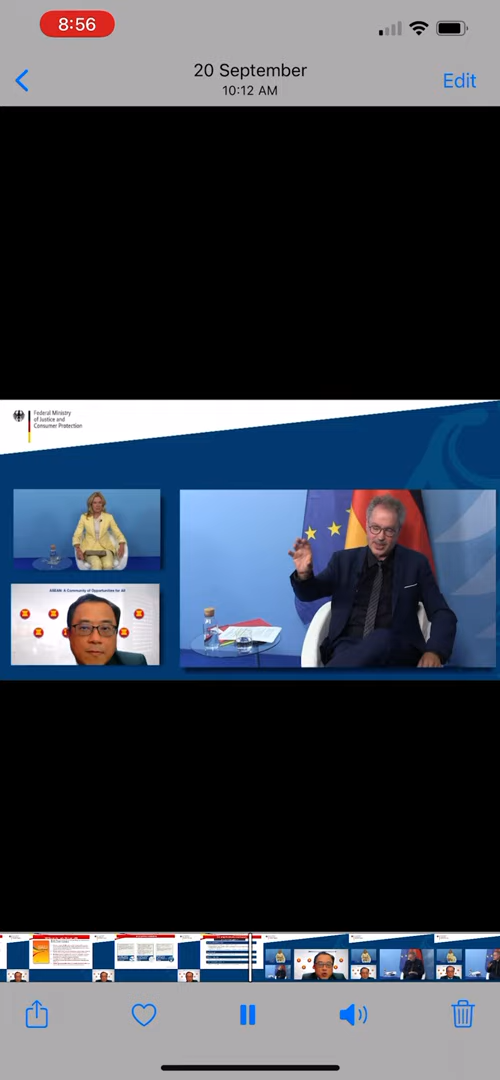 8:56
20 September
10:12 AM
Edit
Federal Ministry
of Justice and
Consumer Protection
ASEAN: A Community of Opportunities for All